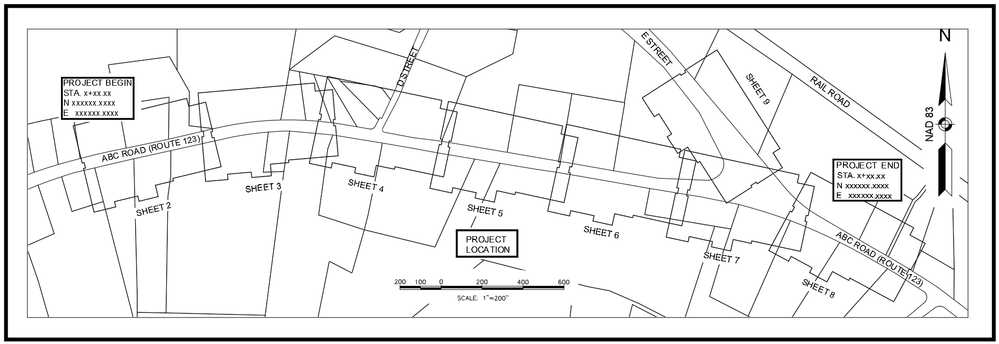 N
E STREET
D STREET
SHEET 9
RAIL ROAD
PROJECT BEGIN
STA. x+xx.xx
N xxxxxx.xxxx
E xxxxxx.xxxx
NAD 83
ABC ROAD (ROUTE 123)
PROJECT END
STA. x+xx.xx
N xxxxxx.xxxx
E xxxxxx.xxxx
SHEET 3
SHEET 4
SHEET 2
SHEET 5
SHEET 6
PROJECT
LOCATION
ABC ROAD (ROUTE 123)
SHEET 7
SHEET 8
200 100 0 200 400 600
SCALE: 1"=200"